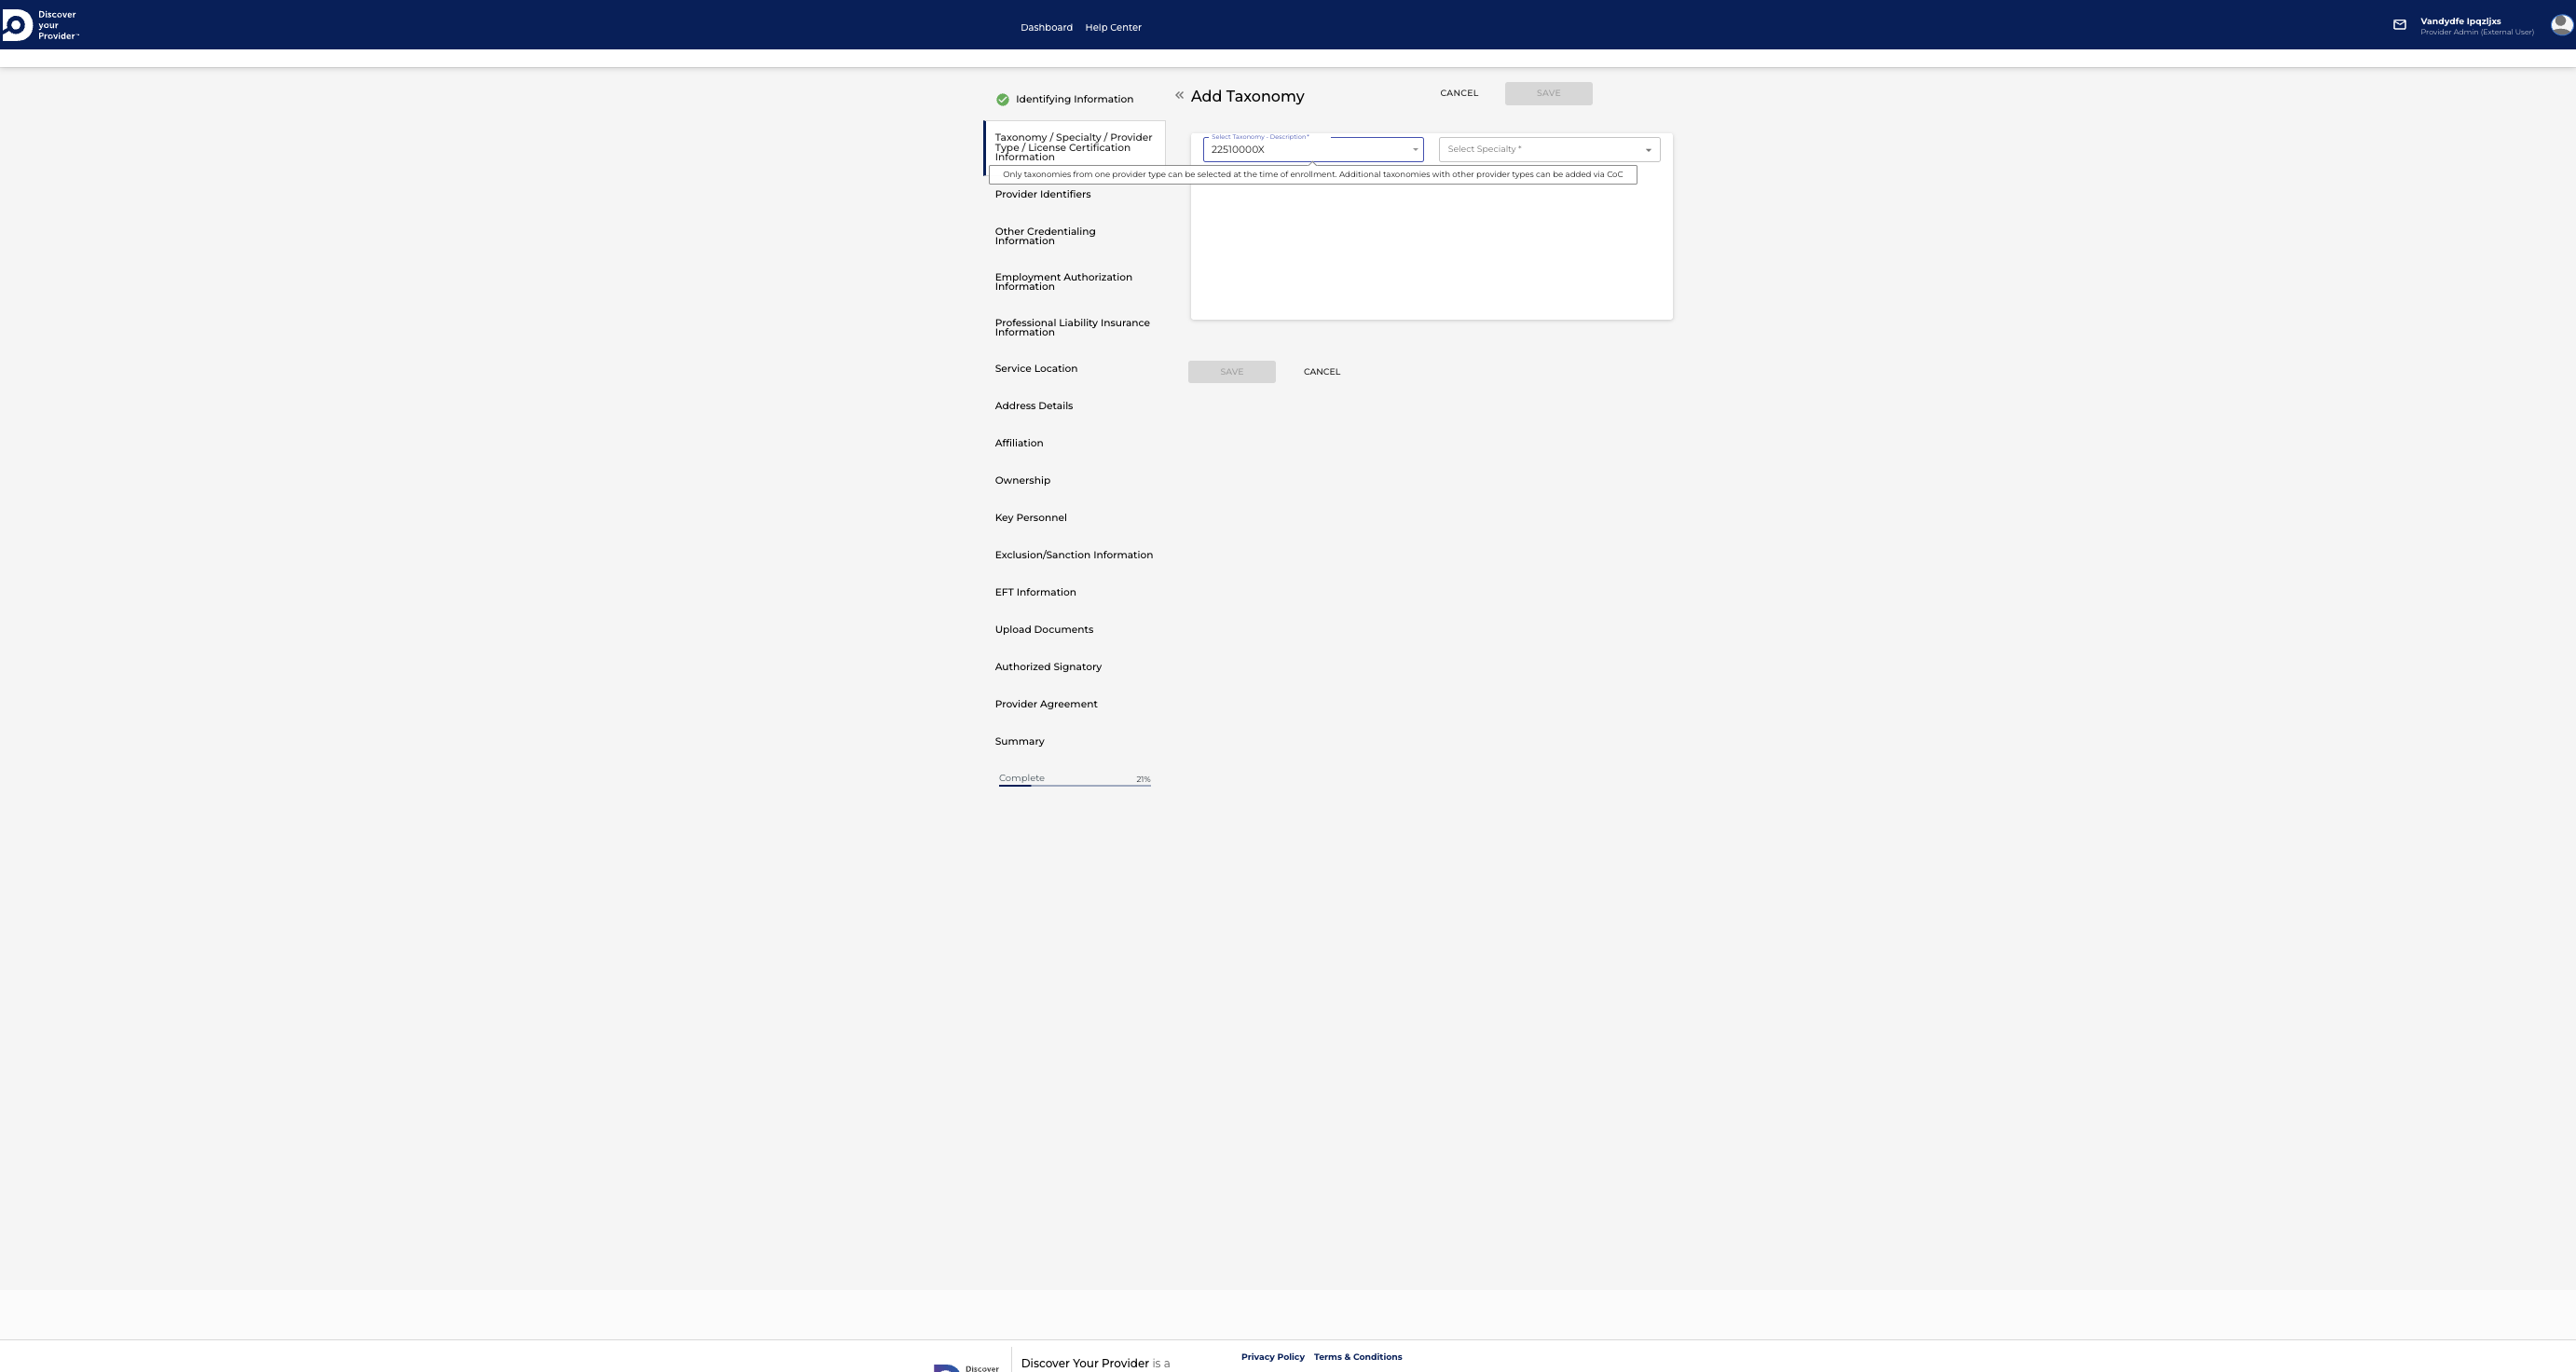 Discover
your
Provider™
Dashboard Help Center
Vandydfe Ipqzljxs
Provider Admin (External User)
Identifying Information
« Add Taxonomy
CANCEL
SAVE
Taxonomy / Specialty / Provider
Type / License Certification
Information
Select Taxonomy - Description *
22510000X
Select Specialty *
Only taxonomies from one provider type can be selected at the time of enrollment. Additional taxonomies with other provider types can be added via CoC
Provider Identifiers
Other Credentialing
Information
Employment Authorization
Information
Professional Liability Insurance
Information
Service Location
SAVE
CANCEL
Address Details
Affiliation
Ownership
Key Personnel
Exclusion/Sanction Information
EFT Information
Upload Documents
Authorized Signatory
Provider Agreement
Summary
Complete 21%
Discover
Discover Your Provider is a
Privacy Policy Terms & Conditions